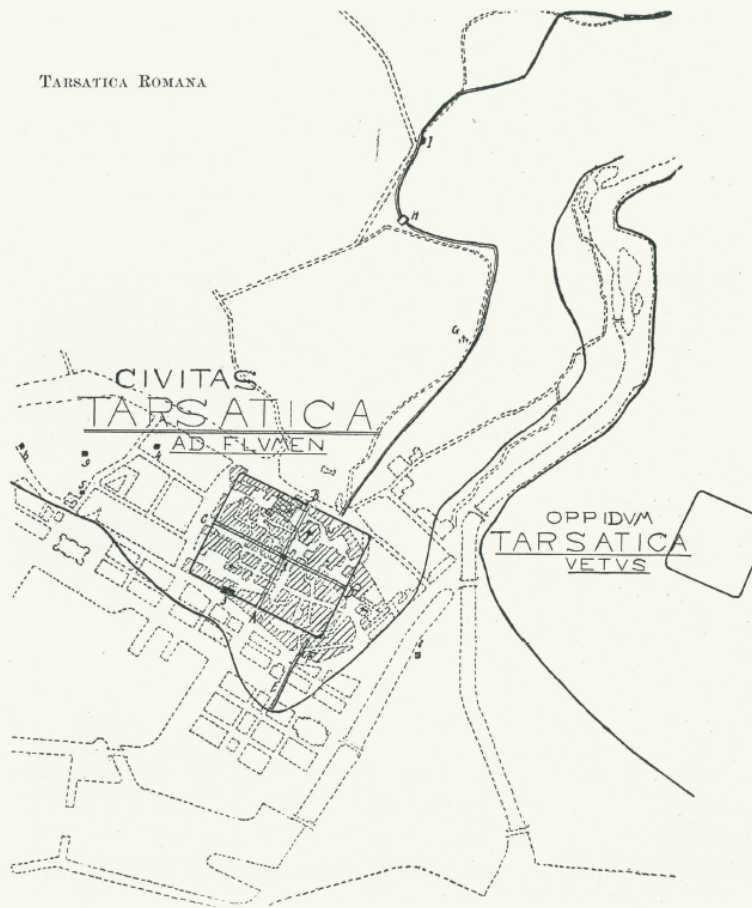 TARSATICA ROMANA
I
H
G
CIVITAS
TARSATICA
AD FLVMEN
OPPIDVM
TARSATICA
VETVS